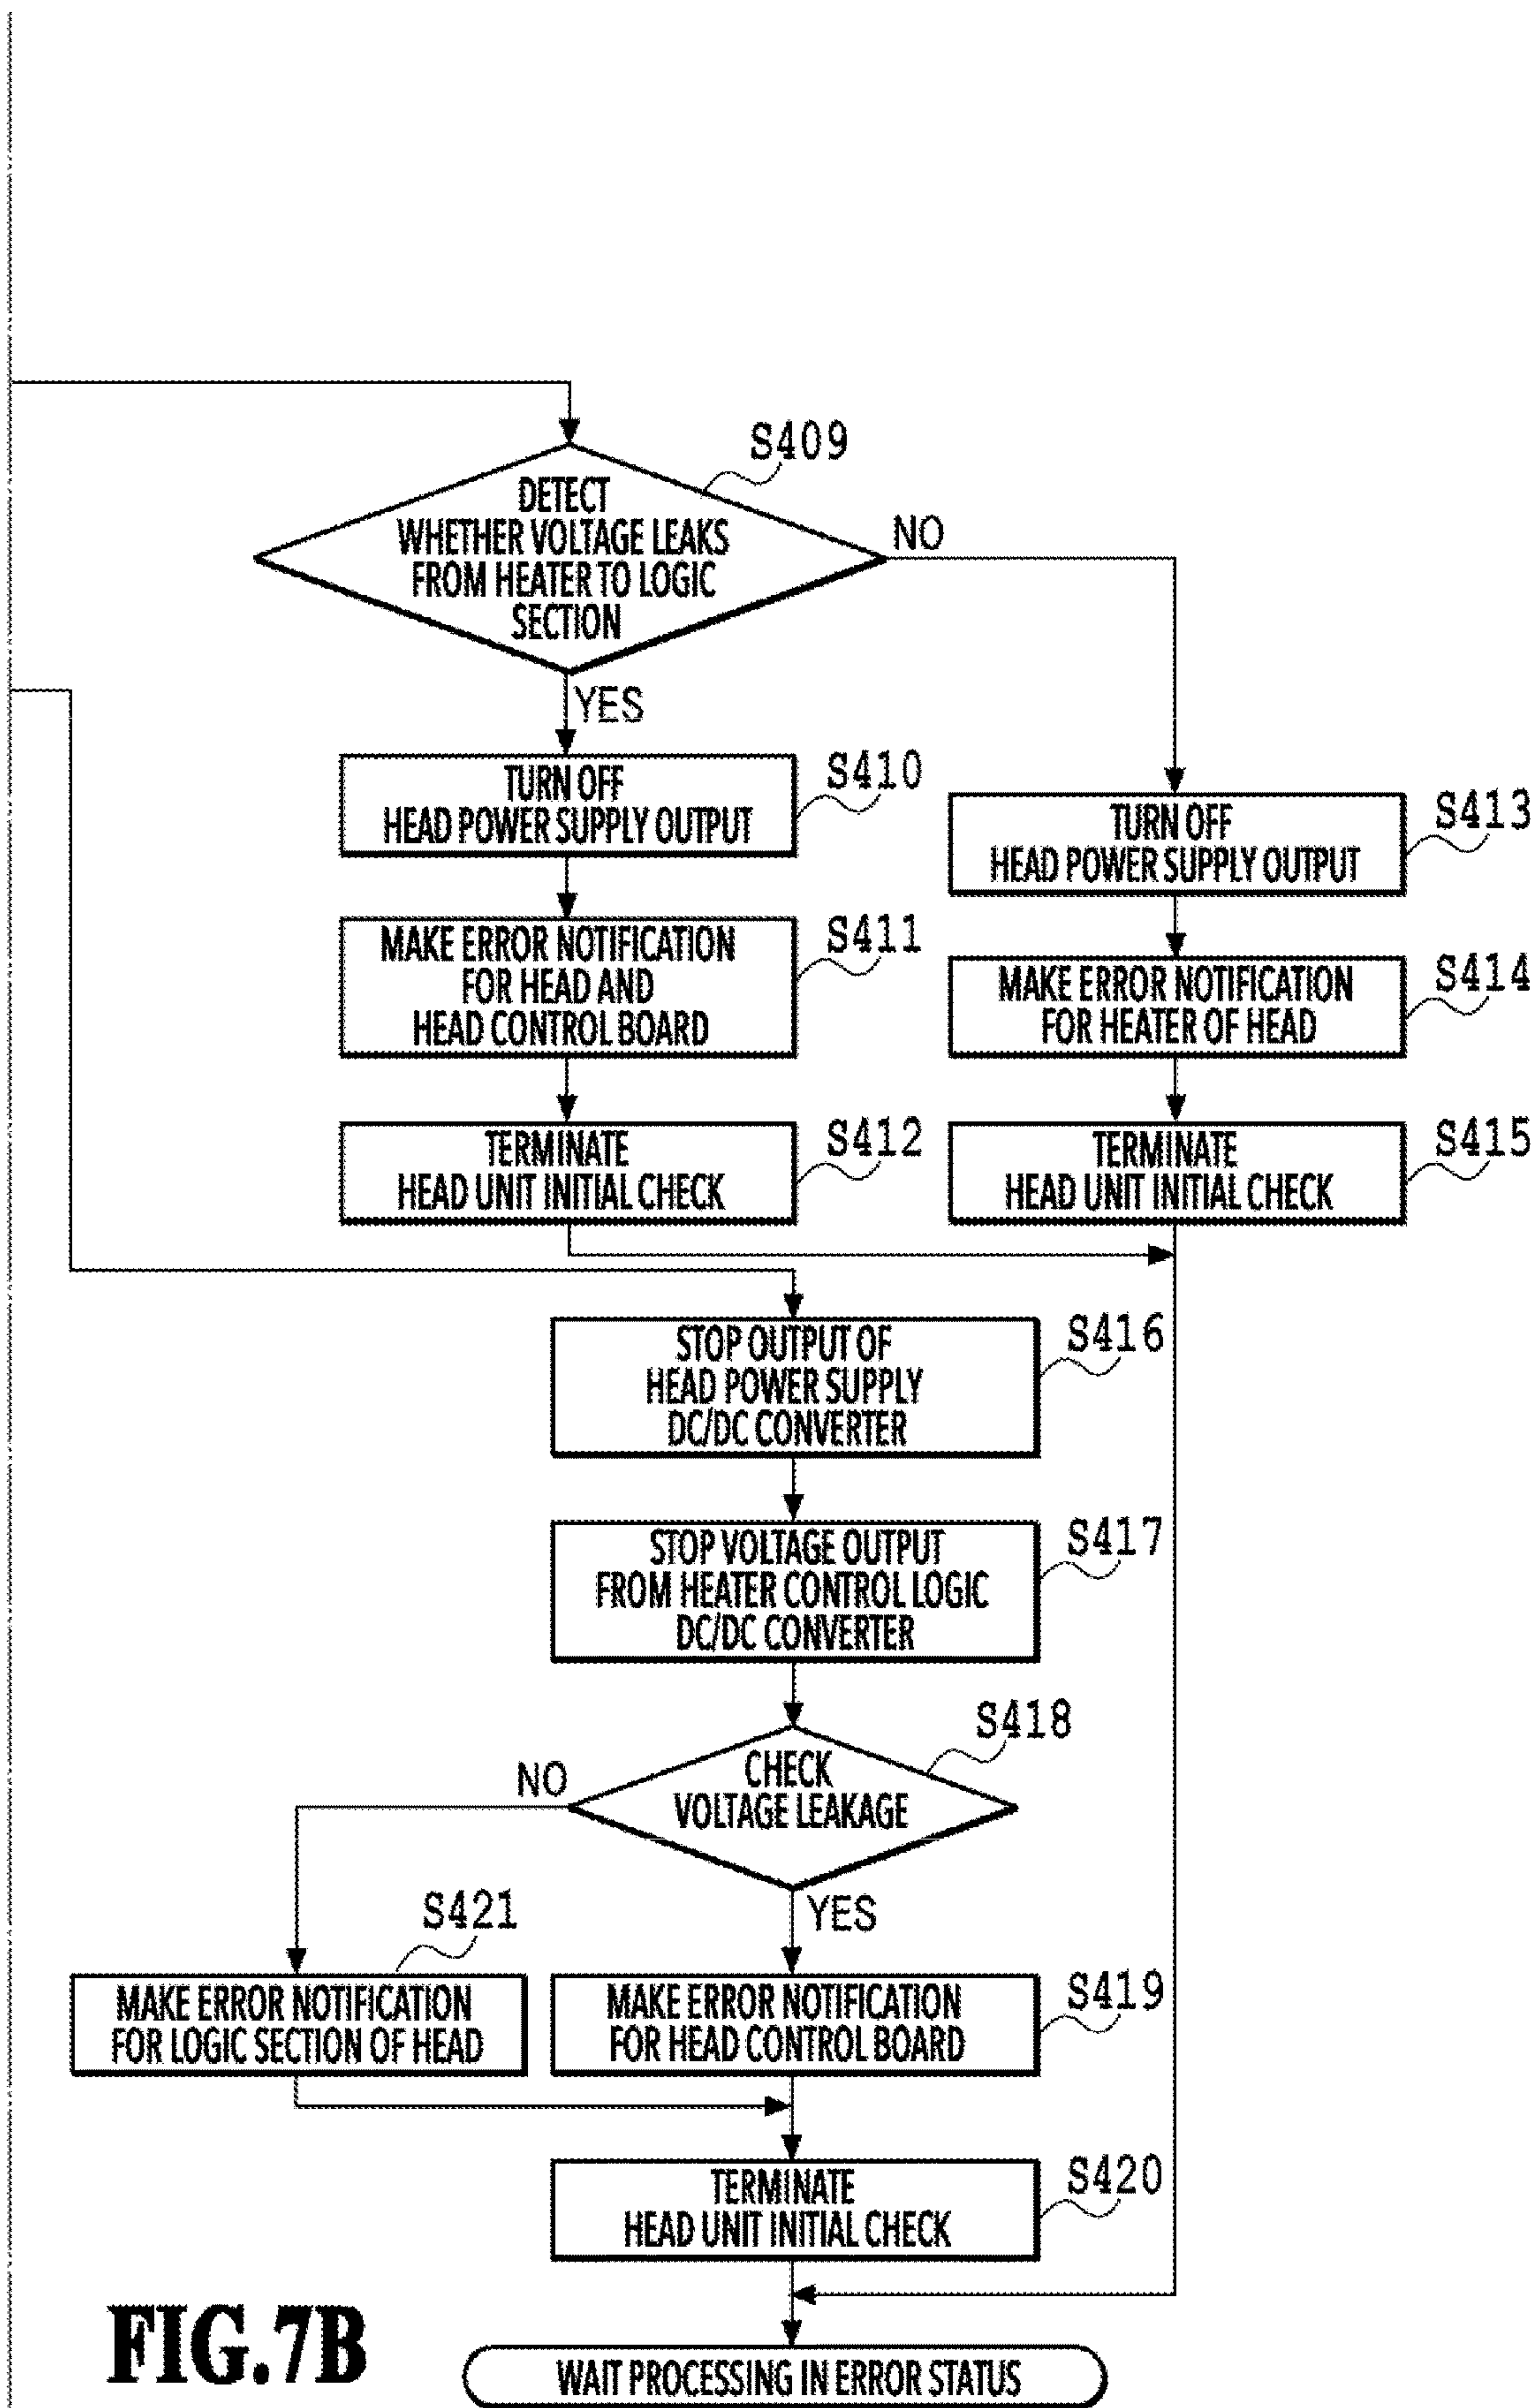 S409
DETECT
WHETHER VOLTAGE LEAKS
FROM HEATER TO LOGIC
SECTION
NO
YES
S410
TURN OFF
HEAD POWER SUPPLY OUTPUT
S413
TURN OFF
HEAD POWER SUPPLY OUTPUT
S411
MAKE ERROR NOTIFICATION
FOR HEAD AND
HEAD CONTROL BOARD
S414
MAKE ERROR NOTIFICATION
FOR HEATER OF HEAD
S412
TERMINATE
HEAD UNIT INITIAL CHECK
S415
TERMINATE
HEAD UNIT INITIAL CHECK
S416
STOP OUTPUT OF
HEAD POWER SUPPLY
DC/DC CONVERTER
S417
STOP VOLTAGE OUTPUT
FROM HEATER CONTROL LOGIC
DC/DC CONVERTER
S418
CHECK
VOLTAGE LEAKAGE
NO
YES
S421
MAKE ERROR NOTIFICATION
FOR LOGIC SECTION OF HEAD
S419
MAKE ERROR NOTIFICATION
FOR HEAD CONTROL BOARD
S420
TERMINATE
HEAD UNIT INITIAL CHECK
WAIT PROCESSING IN ERROR STATUS
FIG.7B